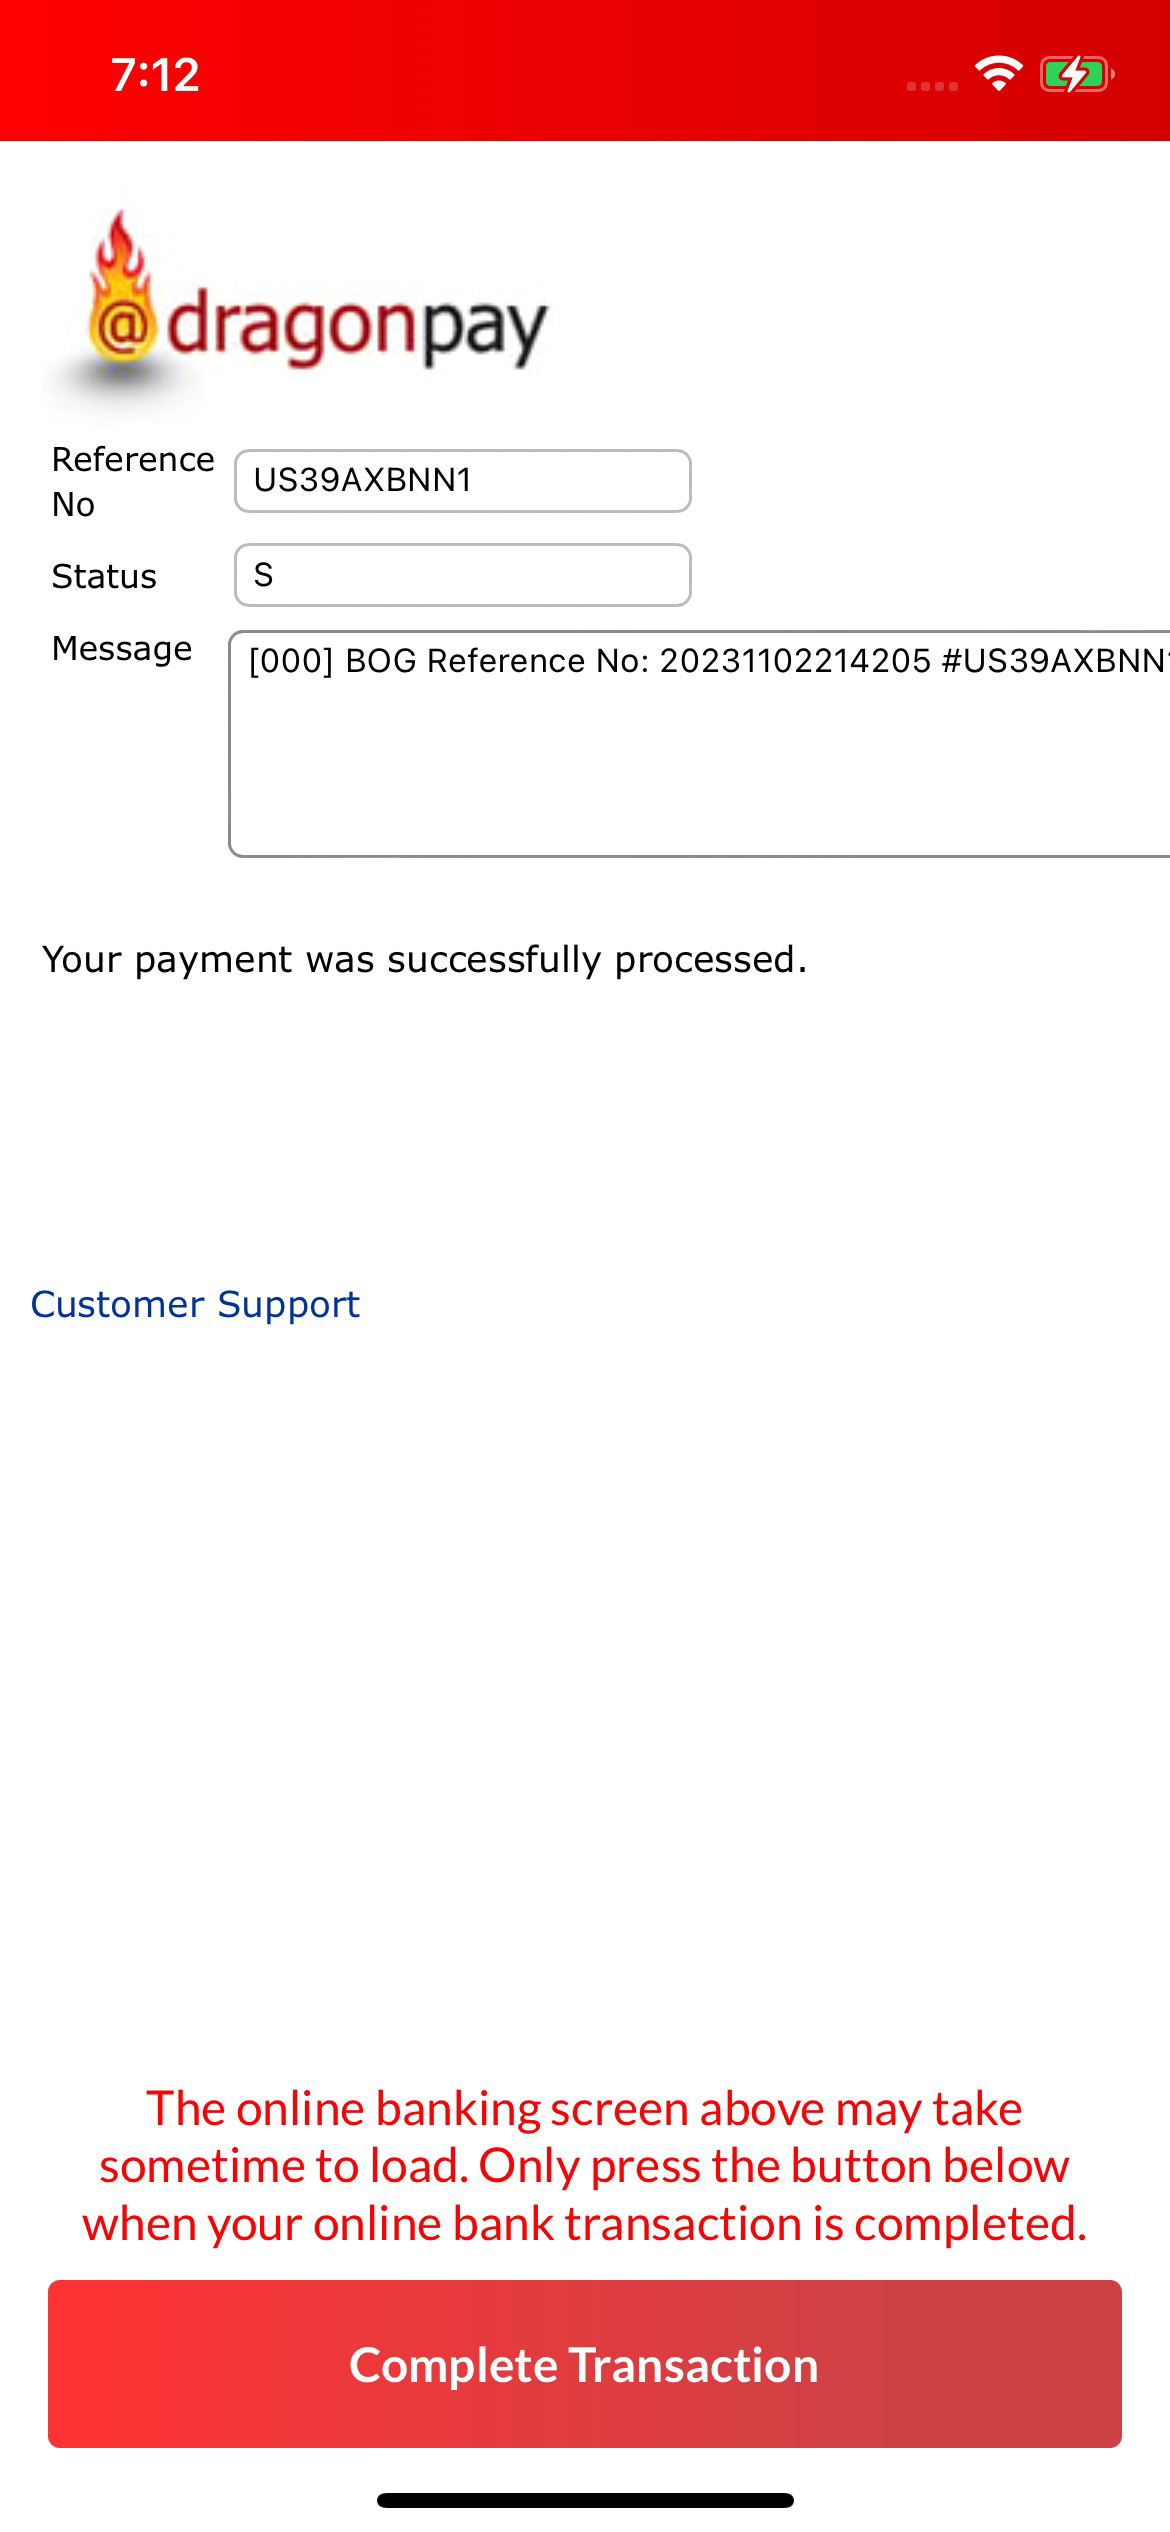 7:12
@dragonpay
Reference
No
US39AXBNN1
Status
S
Message
[000] BOG Reference No: 20231102214205 #US39AXBNN1
Your payment was successfully processed.
Customer Support
The online banking screen above may take
sometime to load. Only press the button below
when your online bank transaction is completed.
Complete Transaction